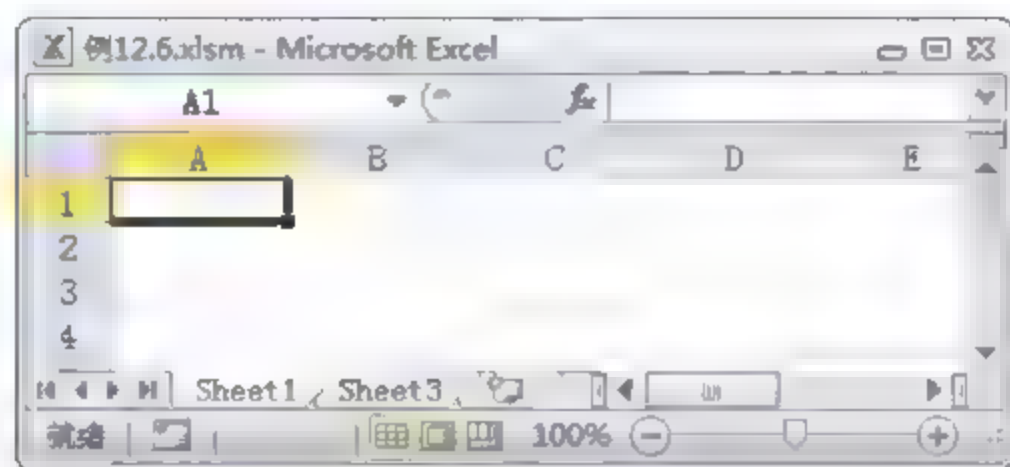 例12.6.xlsm - Microsoft Excel
A1 fx
A B C D E
1
2
3
4
Sheet1 Sheet3
就绪 100%